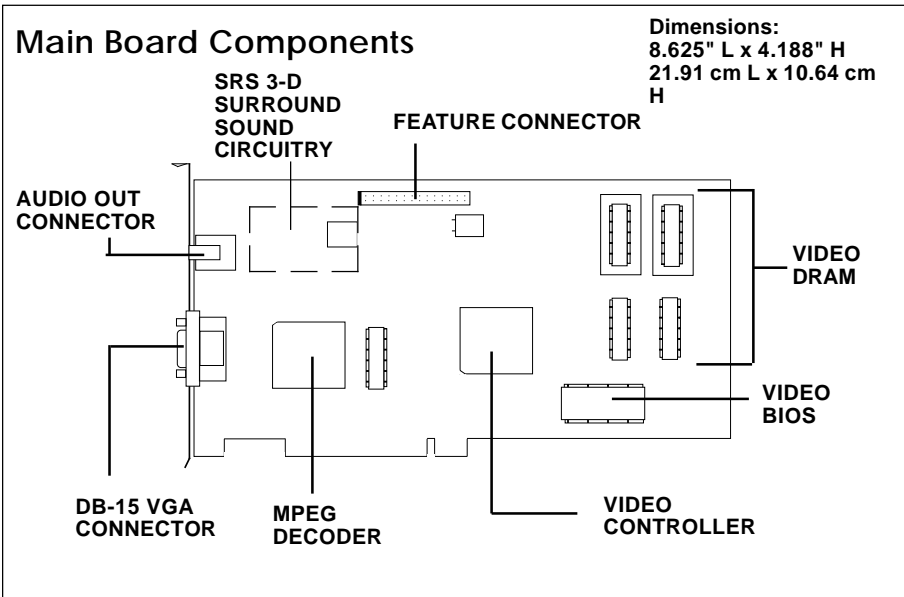 Main Board Components
Dimensions:
8.625" L x 4.188" H
21.91 cm L x 10.64 cm
H
SRS 3-D
SURROUND
SOUND
CIRCUITRY
FEATURE CONNECTOR
AUDIO OUT
CONNECTOR
VIDEO
DRAM
VIDEO
BIOS
DB-15 VGA
CONNECTOR
MPEG
DECODER
VIDEO
CONTROLLER